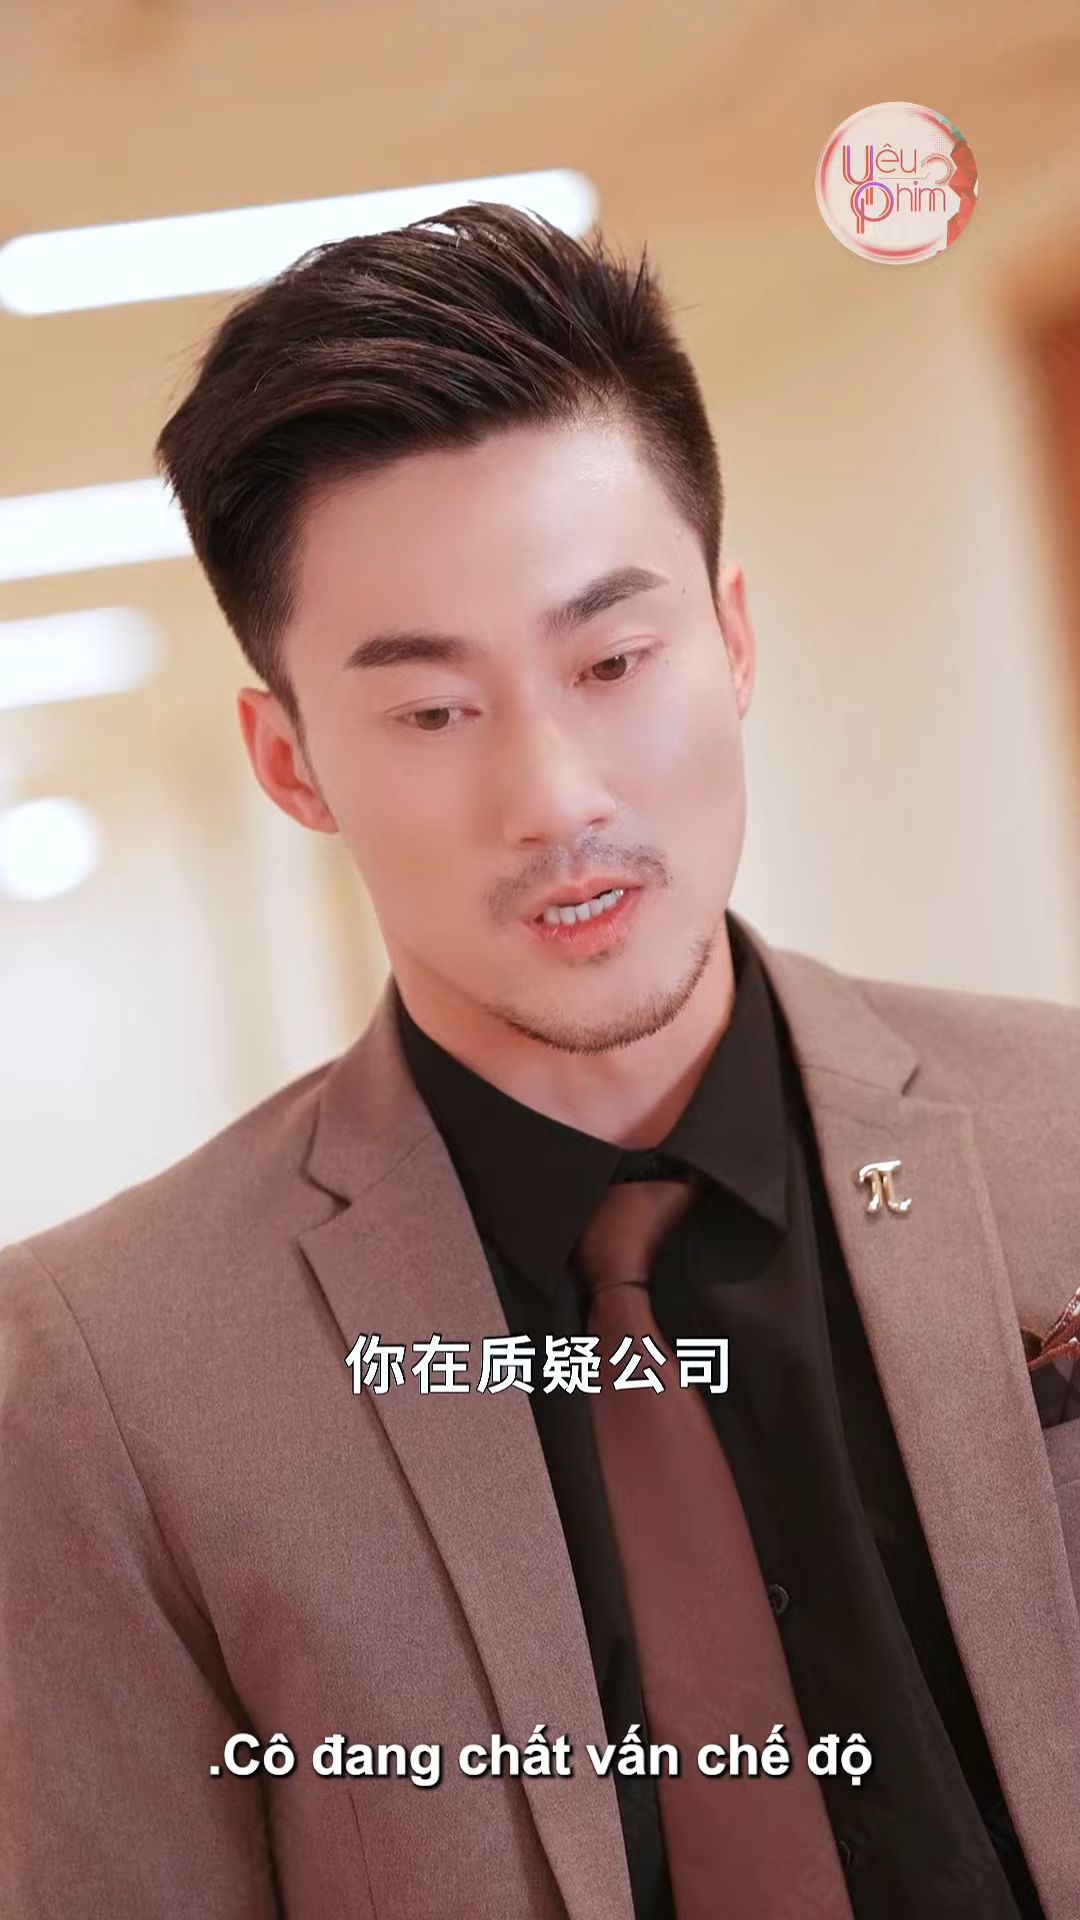 yêu
phim
你在质疑公司
.Cô đang chất vấn chế độ